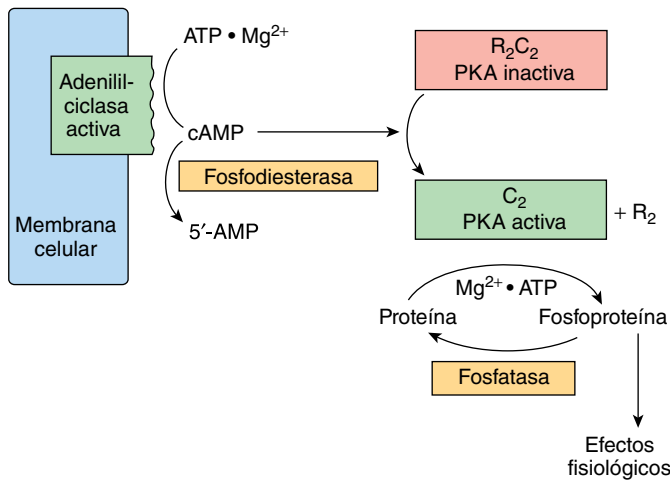 ATP • Mg²⁺
Adenilil-
ciclasa
activa
cAMP
Fosfodiesterasa
5′-AMP
Membrana
celular
R₂C₂
PKA inactiva
C₂
PKA activa
+ R₂
Mg²⁺ • ATP
Proteína
Fosfoproteína
Fosfatasa
Efectos
fisiológicos